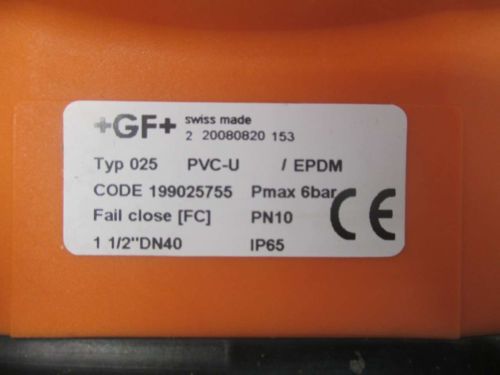 +GF+ swiss made
2 20080820 153
Typ 025 PVC-U / EPDM
CODE 199025755 Pmax 6bar
Fail close [FC] PN10
1 1/2"DN40 IP65
CE